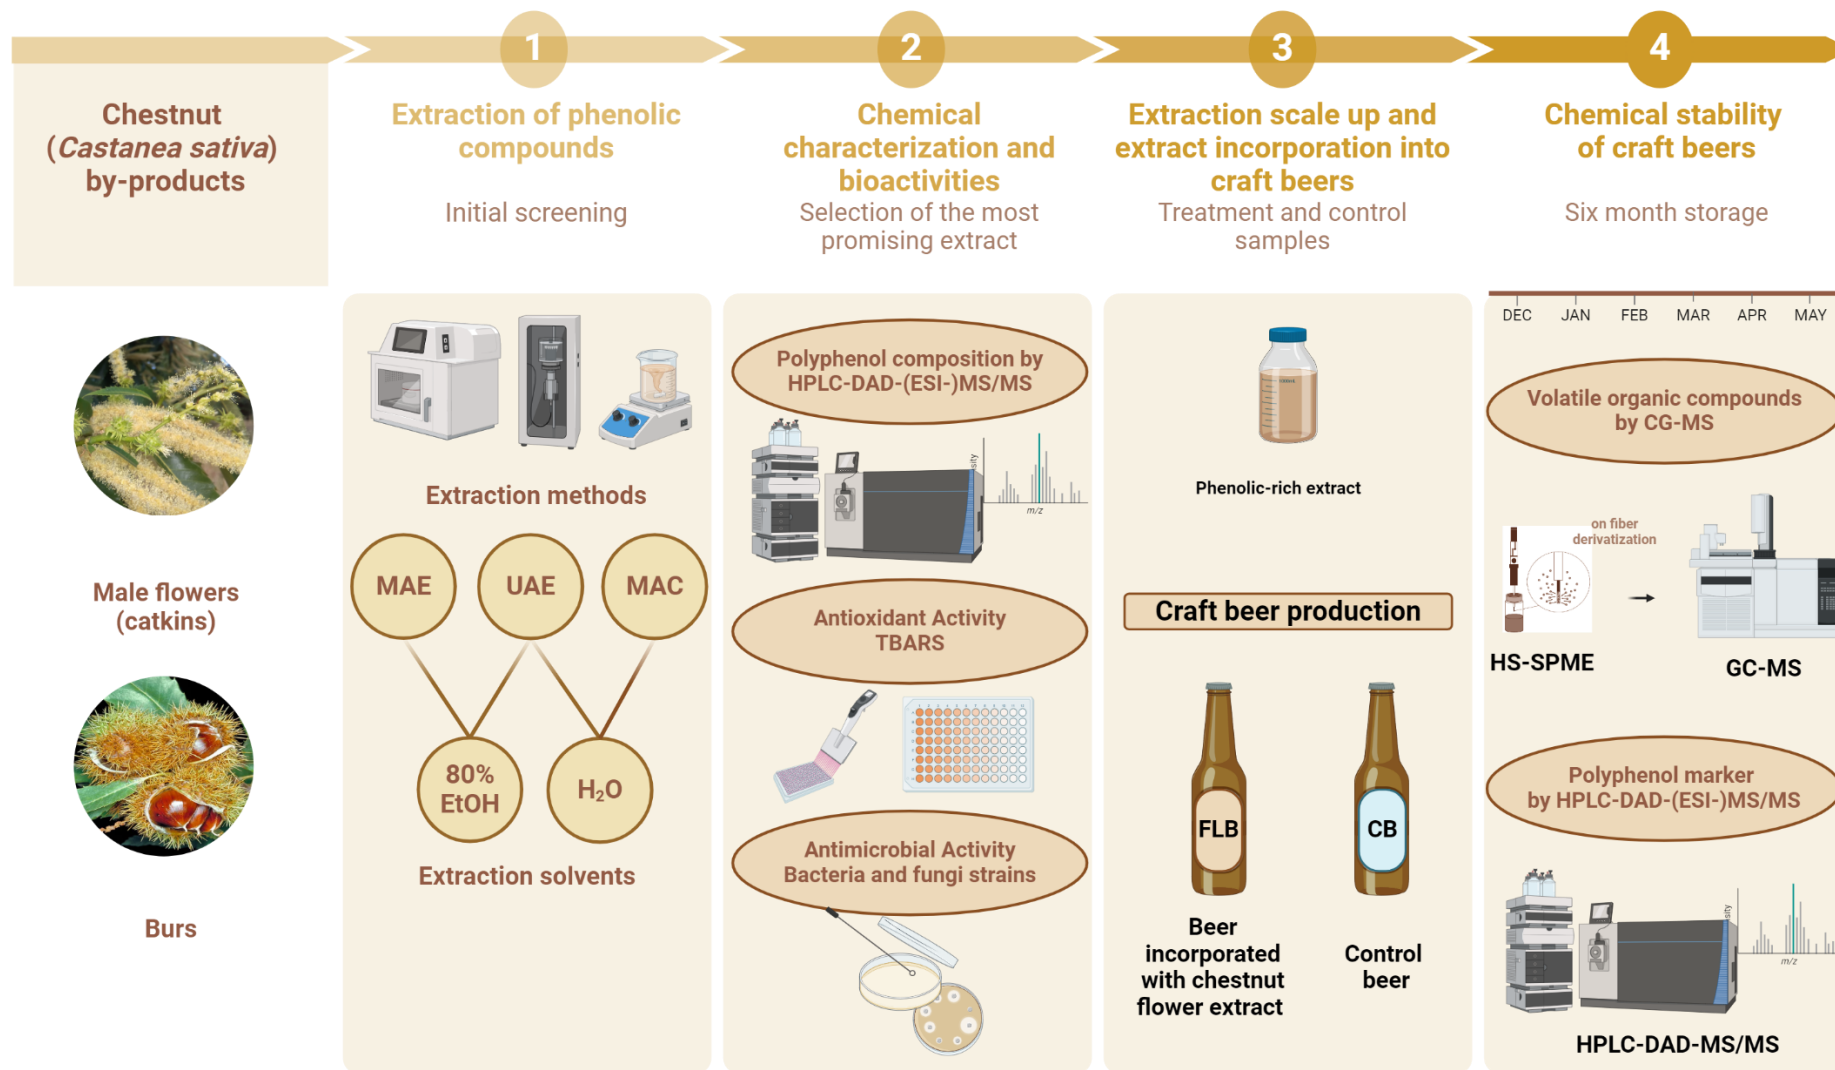 1
2
3
4
Chestnut
(Castanea sativa)
by-products
Extraction of phenolic
compounds
Initial screening
Chemical
characterization and
bioactivities
Selection of the most
promising extract
Extraction scale up and
extract incorporation into
craft beers
Treatment and control
samples
Chemical stability
of craft beers
Six month storage
Male flowers
(catkins)
Burs
Extraction methods
MAE
UAE
MAC
80%
EtOH
H₂O
Extraction solvents
Polyphenol composition by
HPLC-DAD-(ESI-)MS/MS
m/z
Antioxidant Activity
TBARS
Antimicrobial Activity
Bacteria and fungi strains
Phenolic-rich extract
Craft beer production
FLB
CB
Beer
incorporated
with chestnut
flower extract
Control
beer
DEC JAN FEB MAR APR MAY
Volatile organic compounds
by CG-MS
on fiber
derivatization
HS-SPME
GC-MS
Polyphenol marker
by HPLC-DAD-(ESI-)MS/MS
m/z
HPLC-DAD-MS/MS